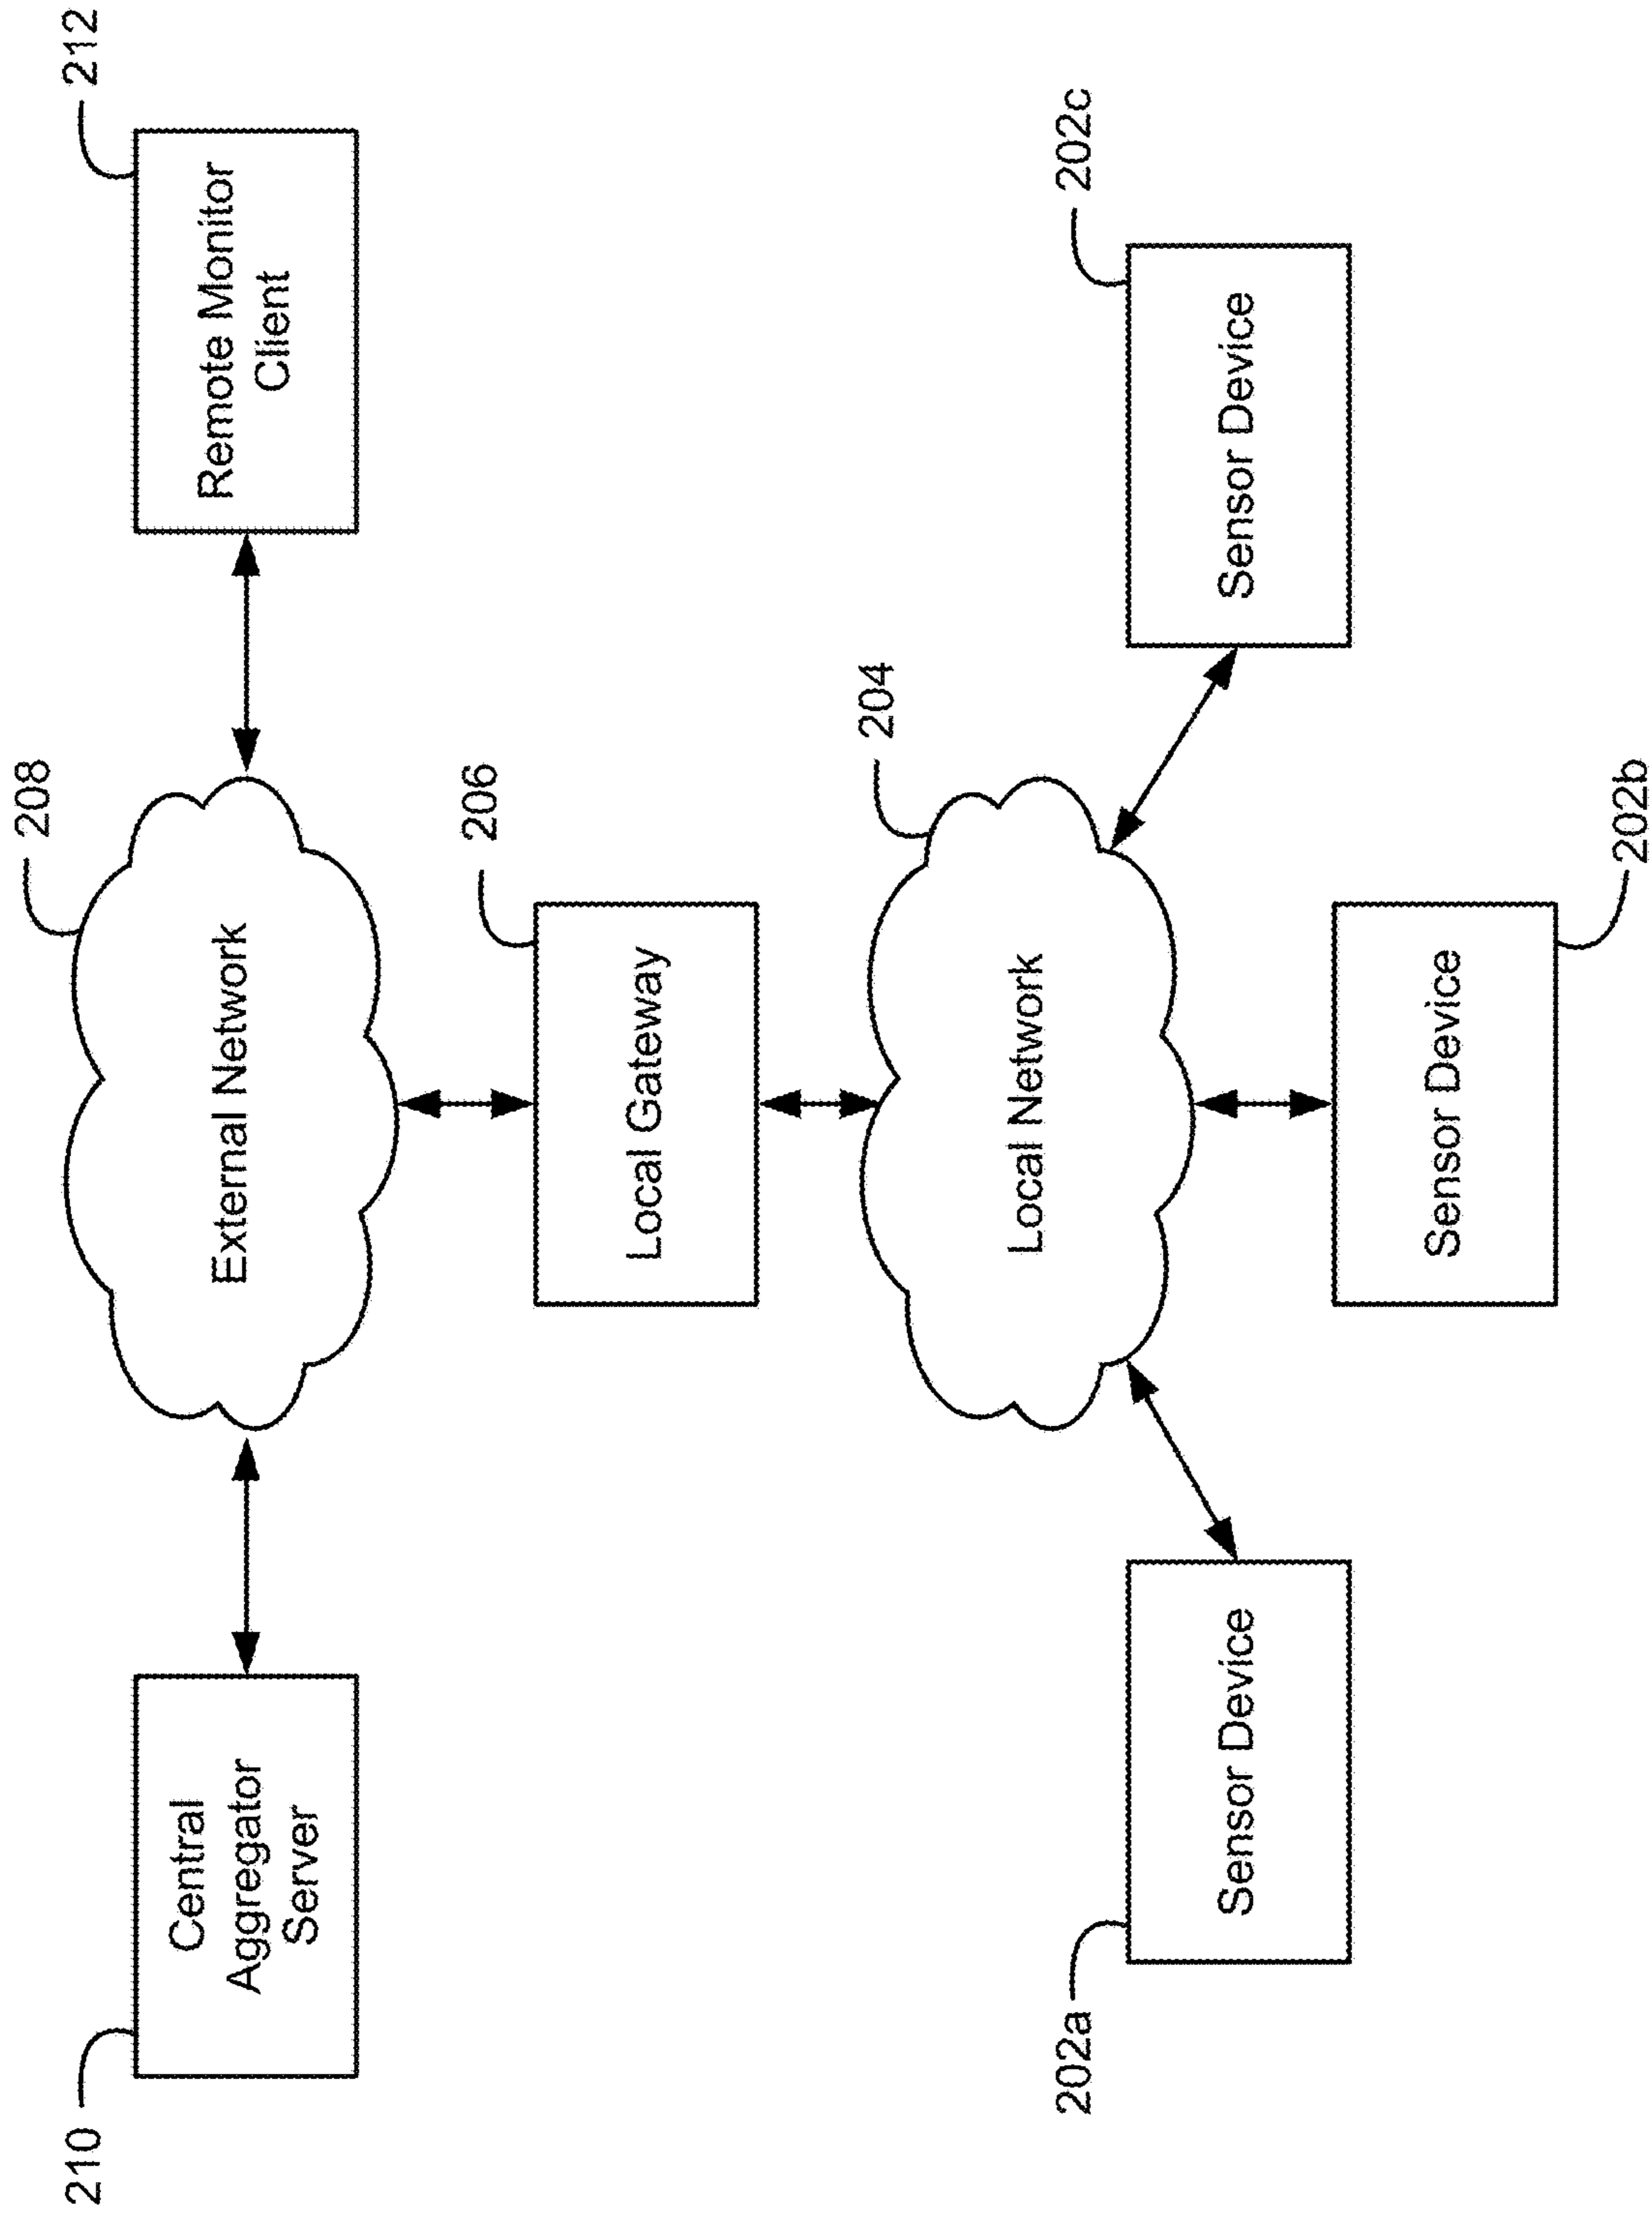 208
212
210
External Network
Central
Aggregator
Server
Remote Monitor
Client
206
Local Gateway
204
Local Network
202a
202c
Sensor Device
Sensor Device
Sensor Device
202b